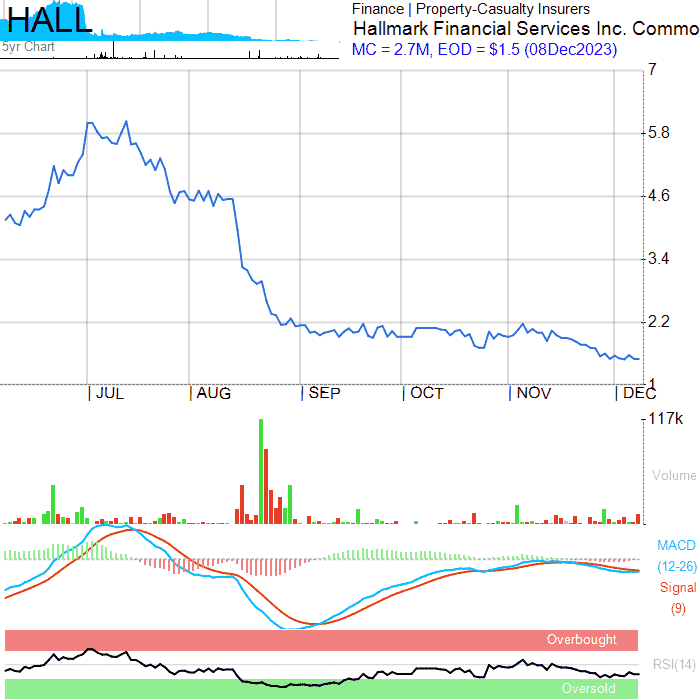 HALL
5yr Chart
Finance | Property-Casualty Insurers
Hallmark Financial Services Inc. Commo
MC = 2.7M, EOD = $1.5 (08Dec2023)
7
5.8
4.6
3.4
2.2
1
JUL AUG SEP OCT NOV DEC
117k
Volume
MACD
(12-26)
Signal
(9)
Overbought
RSI(14)
Oversold